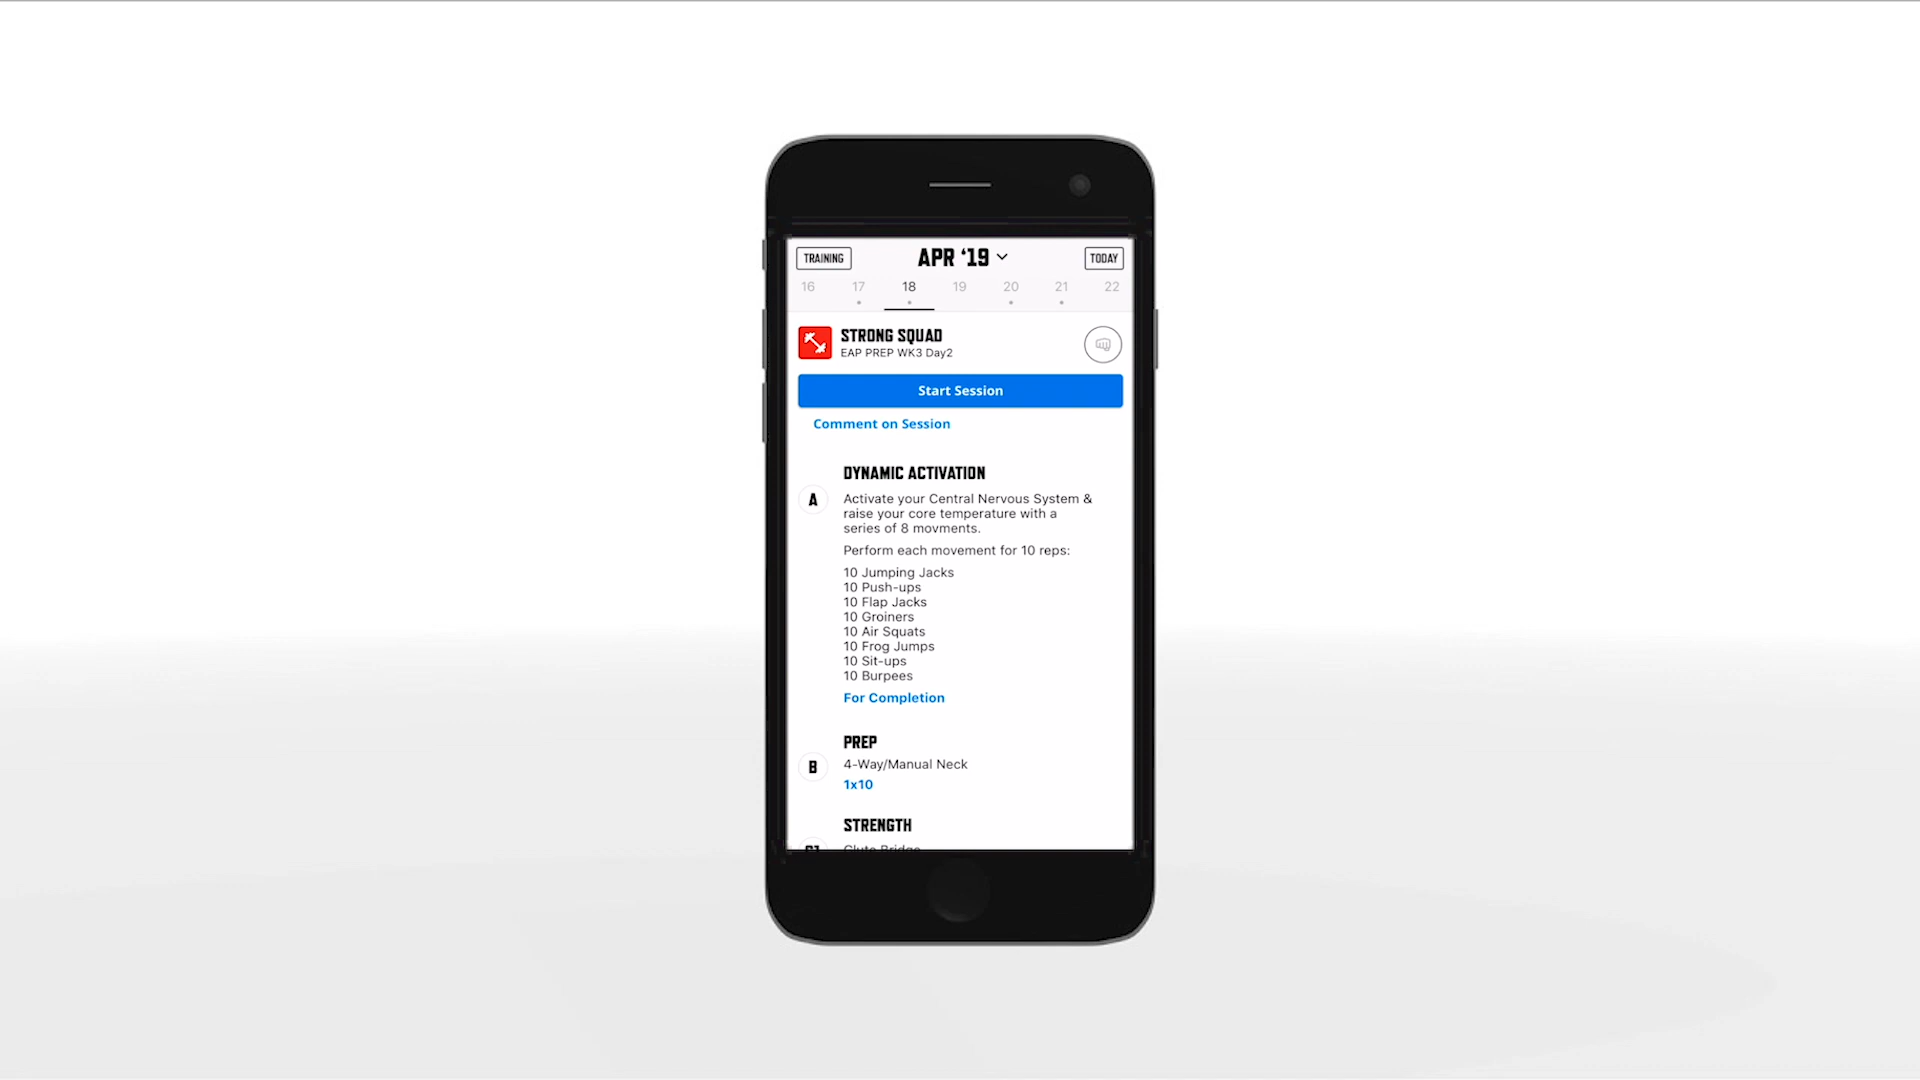 TRAINING
APR ‘19
TODAY
16 17 18 19 20 21 22
STRONG SQUAD
EAP PREP WK3 Day2
Start Session
Comment on Session
DYNAMIC ACTIVATION
A
Activate your Central Nervous System &
raise your core temperature with a
series of 8 movments.
Perform each movement for 10 reps:
10 Jumping Jacks
10 Push-ups
10 Flap Jacks
10 Groiners
10 Air Squats
10 Frog Jumps
10 Sit-ups
10 Burpees
For Completion
PREP
B
4-Way/Manual Neck
1x10
STRENGTH
Glute Bridge